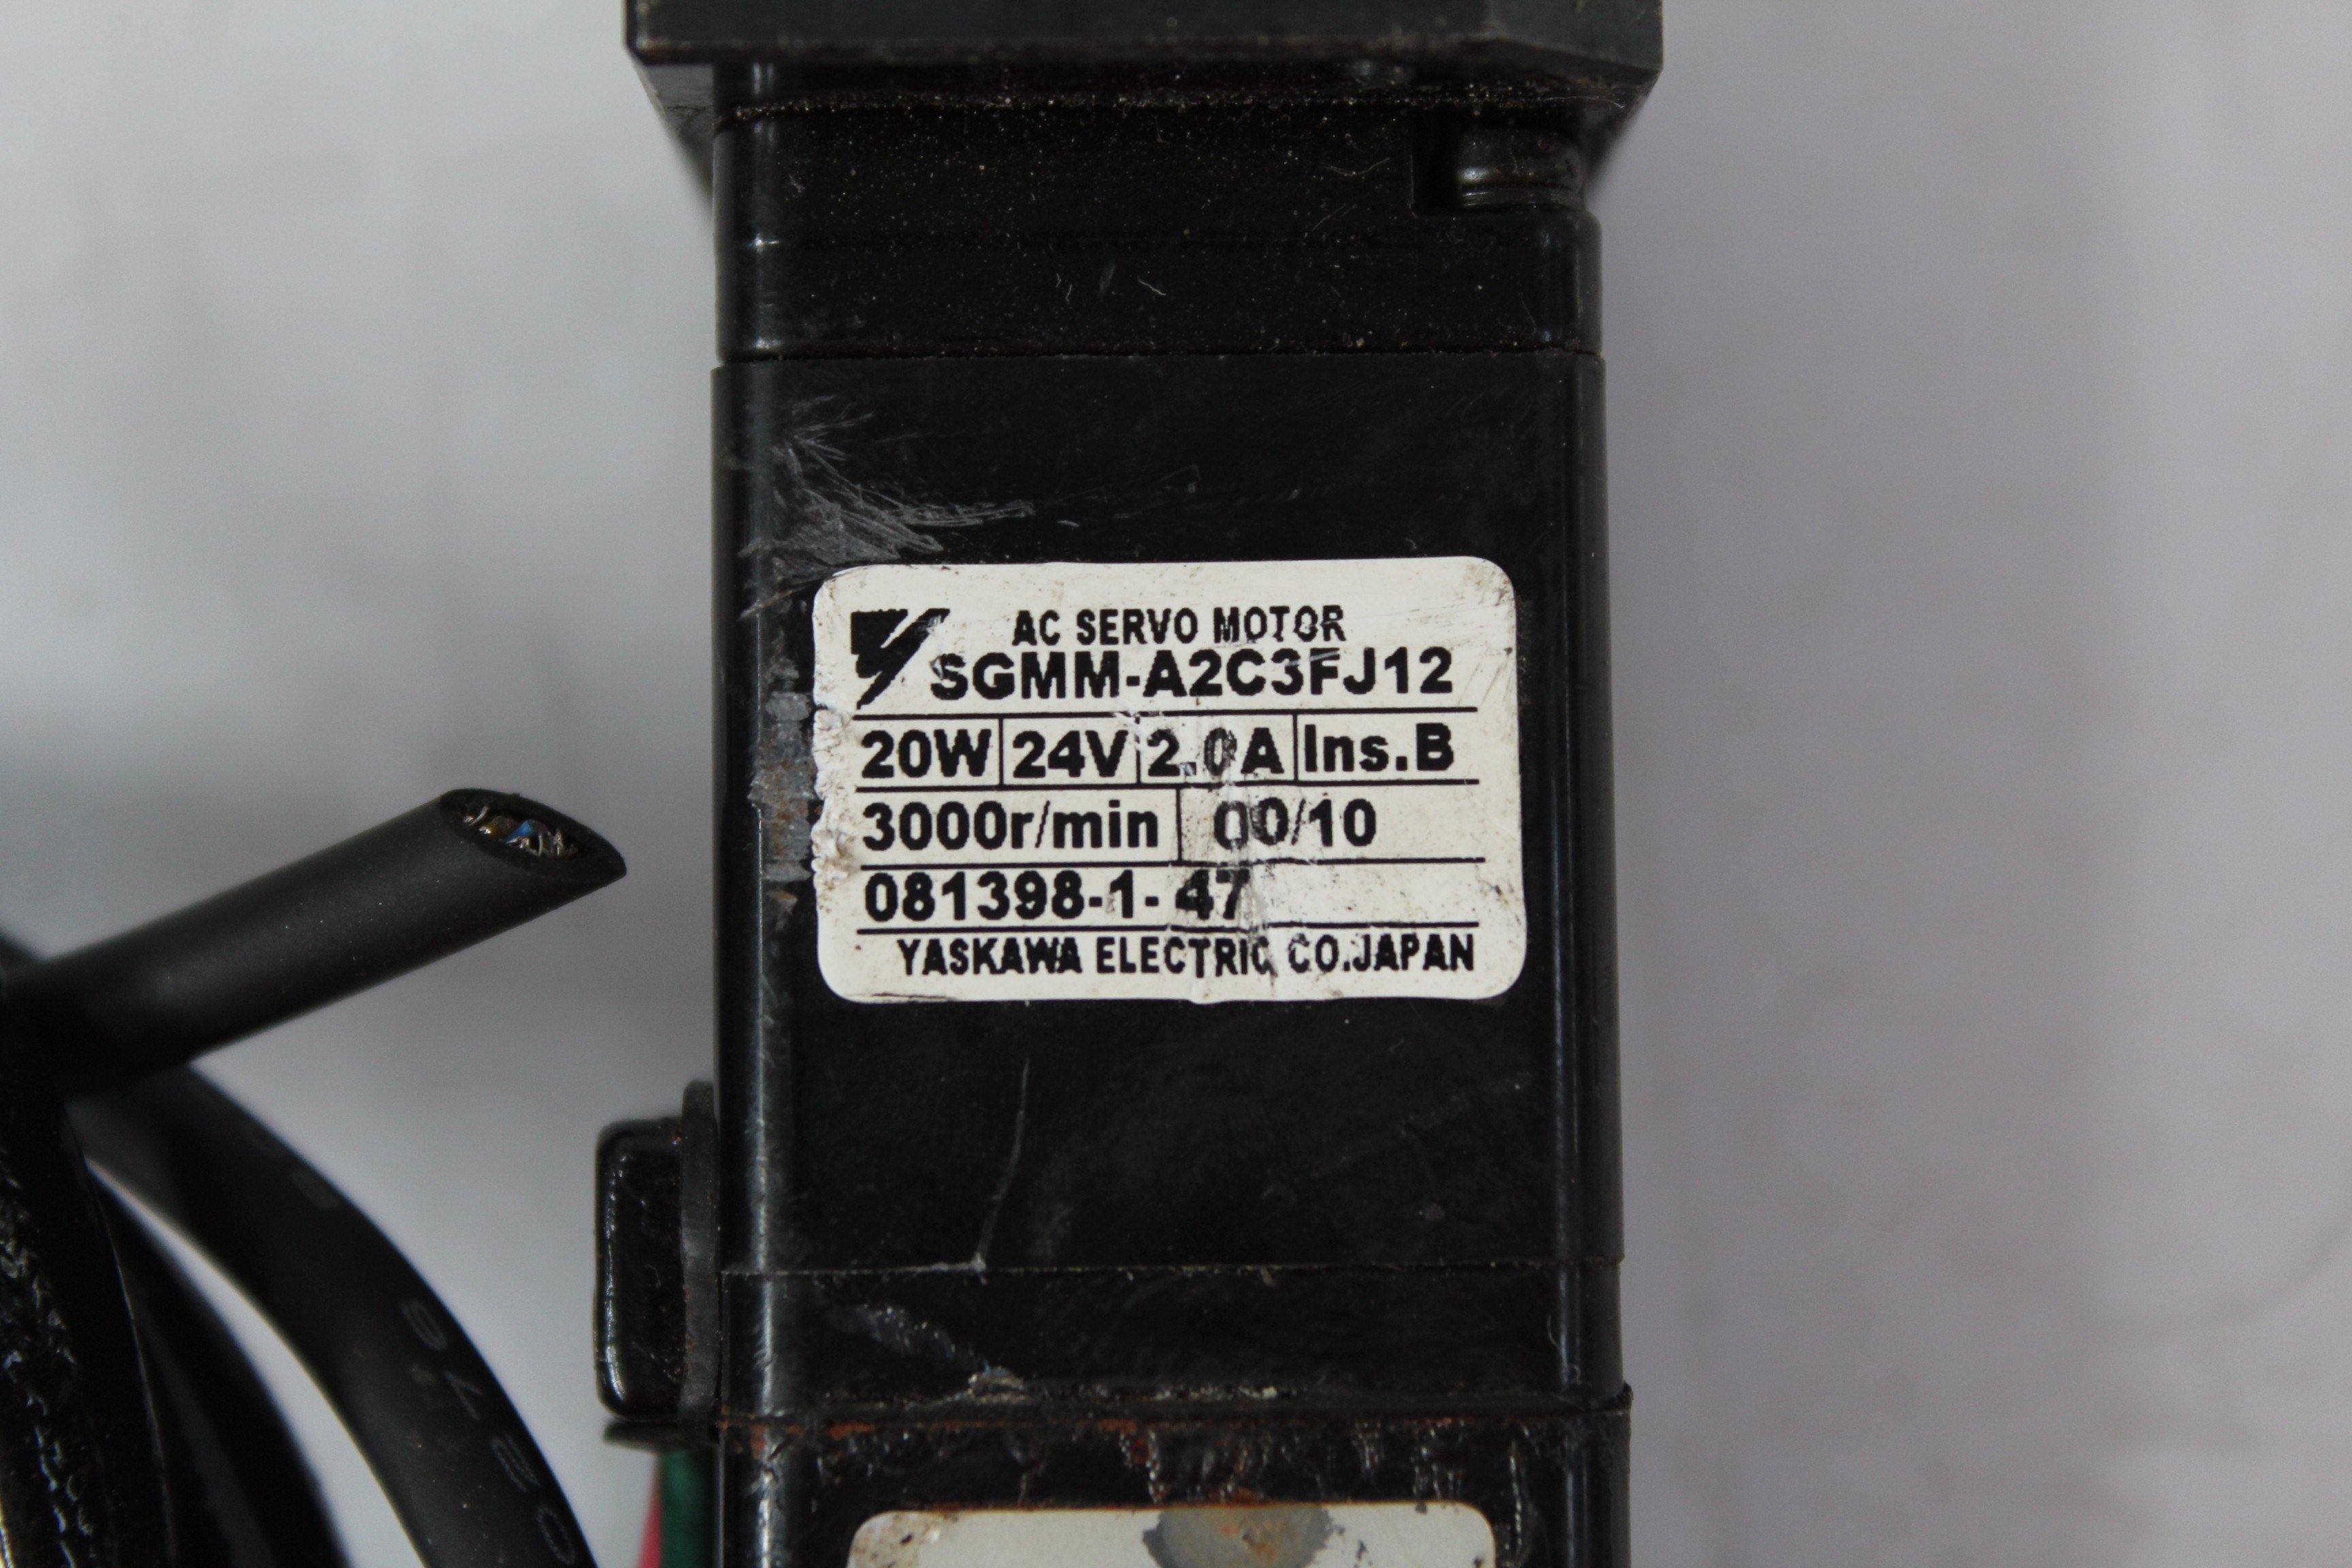 AC SERVO MOTOR
SGMM-A2C3FJ12
20W 24V 2.0A Ins.B
3000r/min 00/10
081398-1- 47
YASKAWA ELECTRIC CO.JAPAN